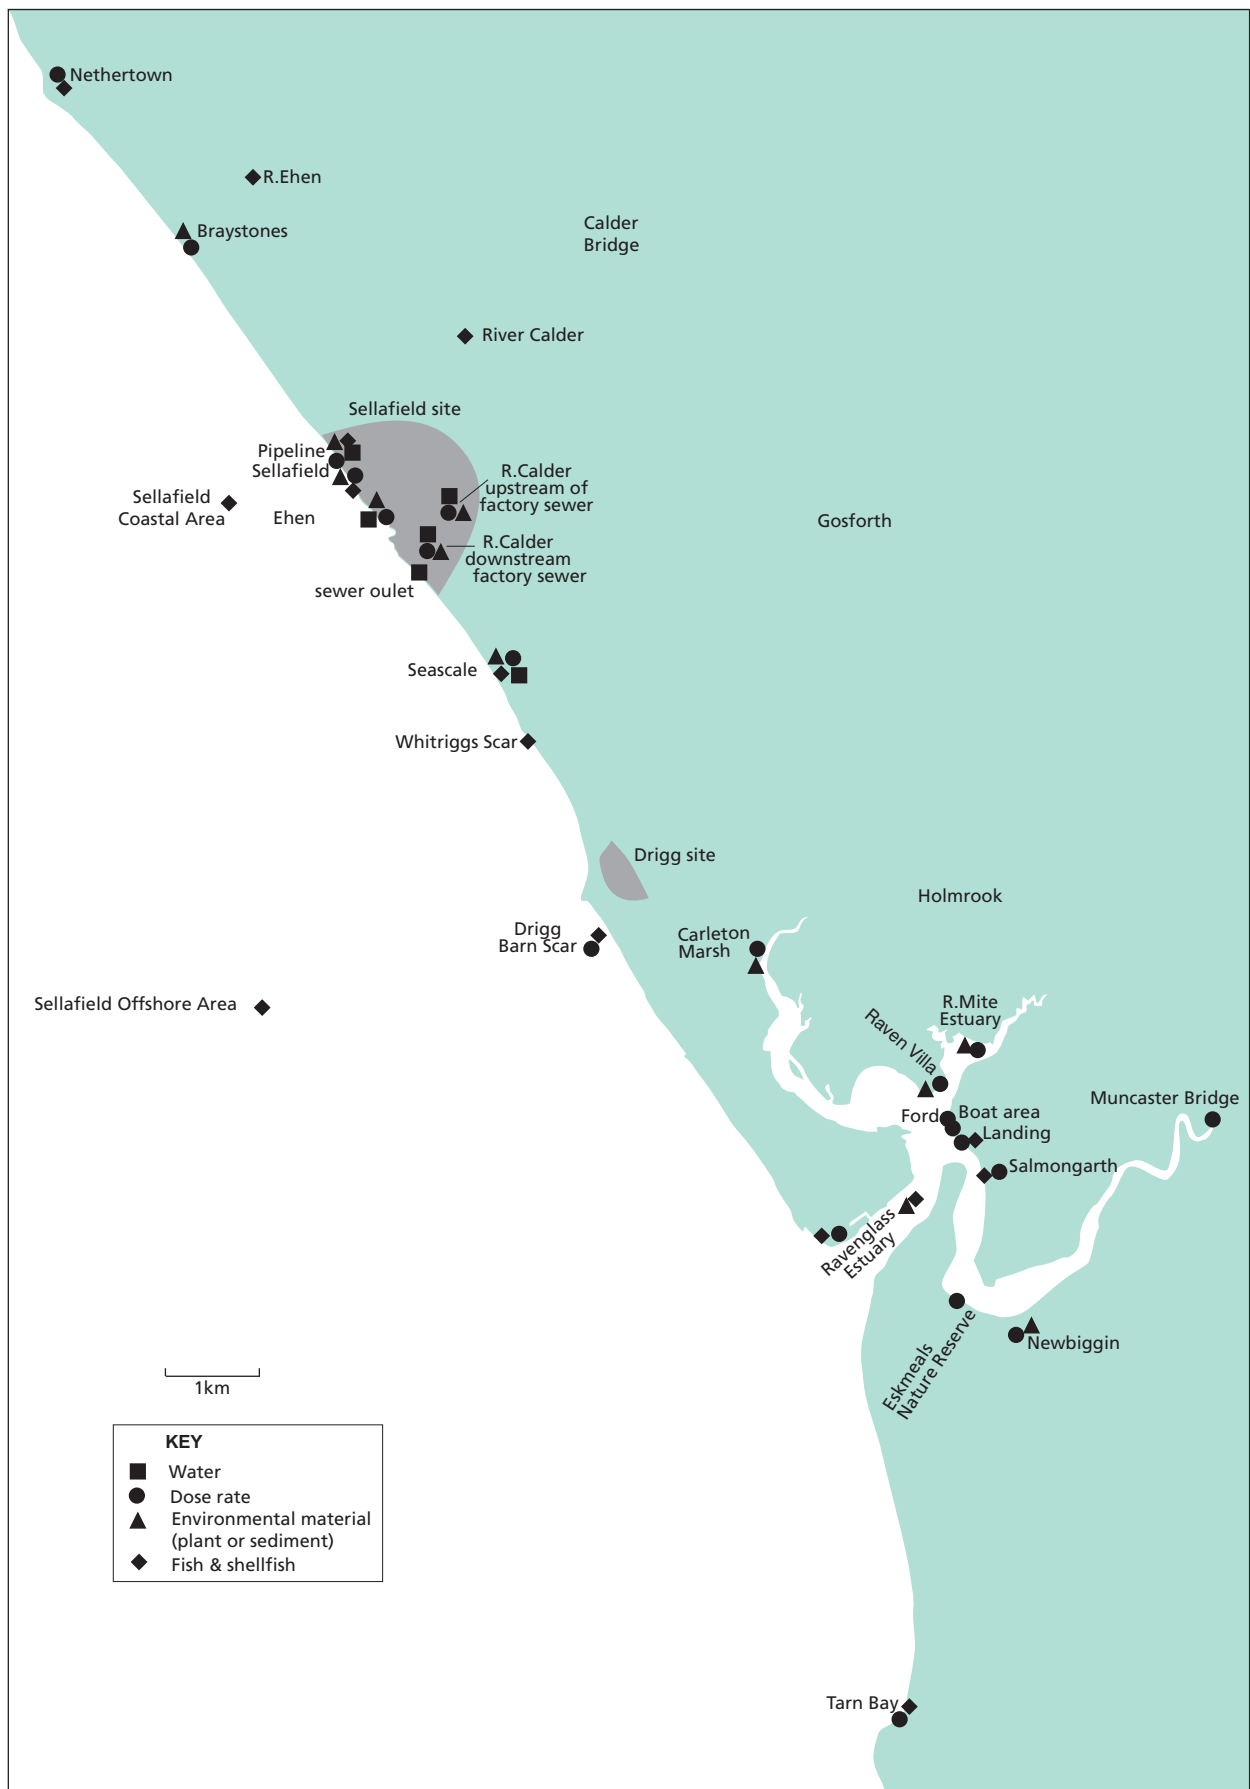 Nethertown
R.Ehen
Braystones
Calder
Bridge
River Calder
Sellafield site
Pipeline
Sellafield
R.Calder
upstream of
factory sewer
Sellafield
Coastal Area
Ehen
Gosforth
R.Calder
downstream
factory sewer
sewer oulet
Seascale
Whitriggs Scar
Drigg site
Holmrook
Drigg
Barn Scar
Carleton
Marsh
Sellafield Offshore Area
R.Mite
Estuary
Raven Villa
Muncaster Bridge
Ford
Boat area
Landing
Salmongarth
Ravenglass
Estuary
Eskmeals
Nature Reserve
Newbiggin
1km
KEY
Water
Dose rate
Environmental material
(plant or sediment)
Fish & shellfish
Tarn Bay